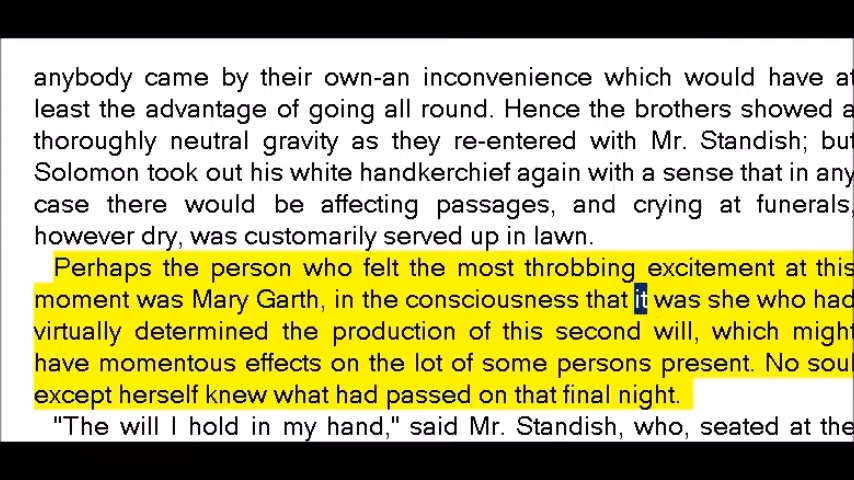 anybody came by their own-an inconvenience which would have at
least the advantage of going all round. Hence the brothers showed a
thoroughly neutral gravity as they re-entered with Mr. Standish; but
Solomon took out his white handkerchief again with a sense that in any
case there would be affecting passages, and crying at funerals,
however dry, was customarily served up in lawn.
Perhaps the person who felt the most throbbing excitement at this
moment was Mary Garth, in the consciousness that it was she who had
virtually determined the production of this second will, which might
have momentous effects on the lot of some persons present. No soul
except herself knew what had passed on that final night.
"The will I hold in my hand," said Mr. Standish, who, seated at the